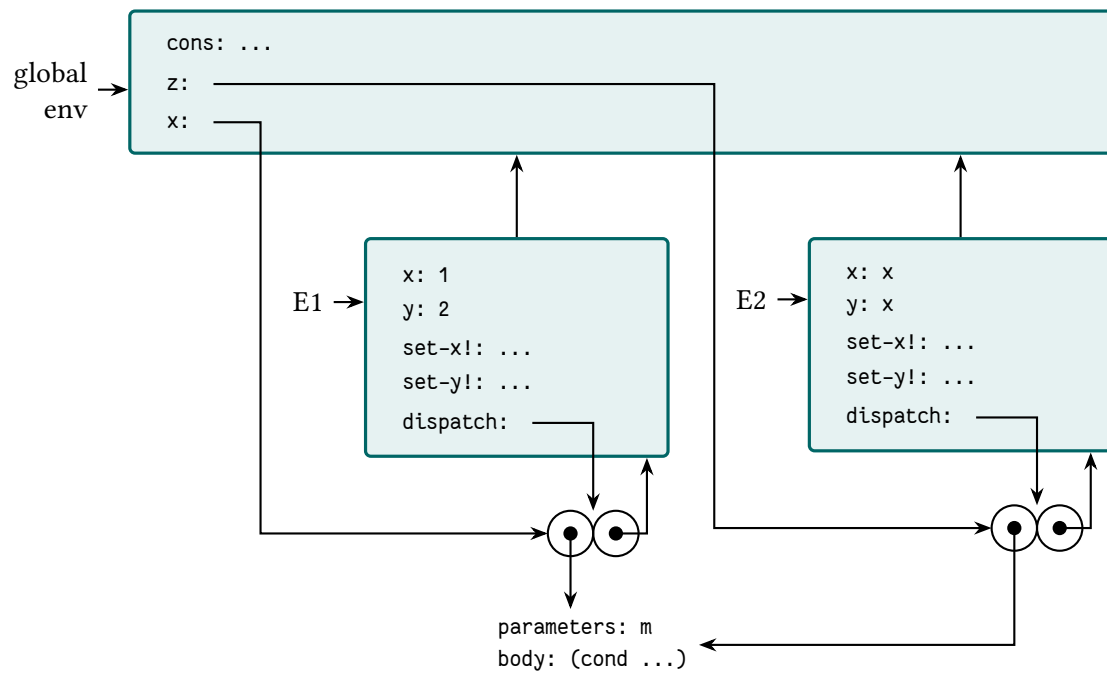 cons: ...
global
env
z:
x:
E1
x: 1
y: 2
set-x!: ...
set-y!: ...
dispatch:
E2
x: x
y: x
set-x!: ...
set-y!: ...
dispatch:
parameters: m
body: (cond ...)